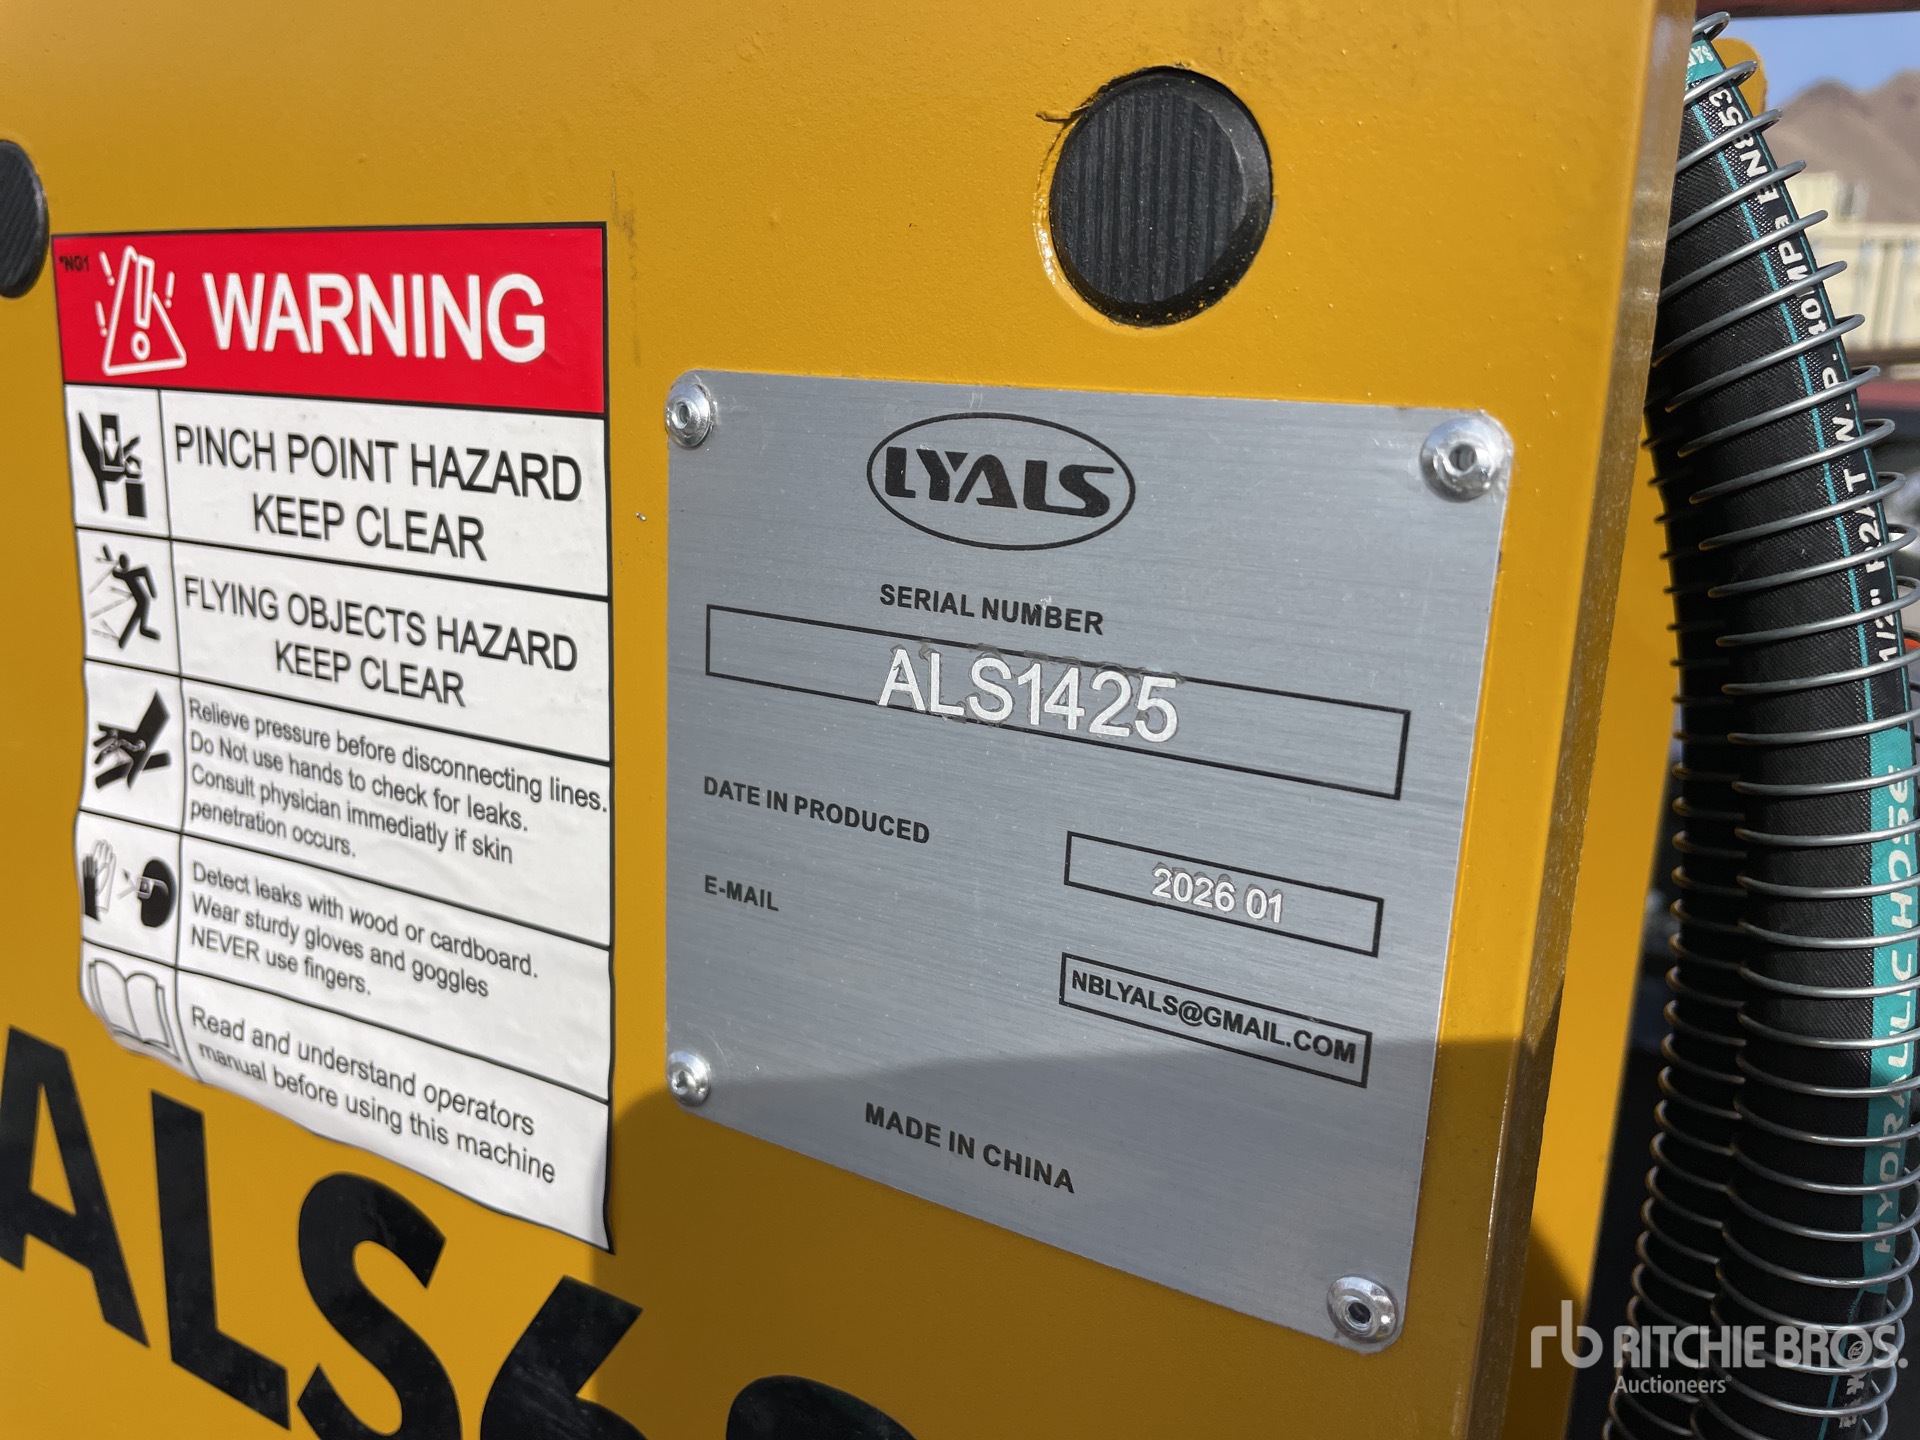 *NO1
WARNING
PINCH POINT HAZARD
KEEP CLEAR
FLYING OBJECTS HAZARD
KEEP CLEAR
Relieve pressure before disconnecting lines.
Do Not use hands to check for leaks.
Consult physician immediatly if skin
penetration occurs.
Detect leaks with wood or cardboard.
Wear sturdy gloves and goggles
NEVER use fingers.
Read and understand operators
manual before using this machine
LYALS
SERIAL NUMBER
ALS1425
DATE IN PRODUCED
2026 01
E-MAIL
NBLYALS@GMAIL.COM
MADE IN CHINA
HYDRAULIC HOSE
rb RITCHIE BROS.
Auctioneers